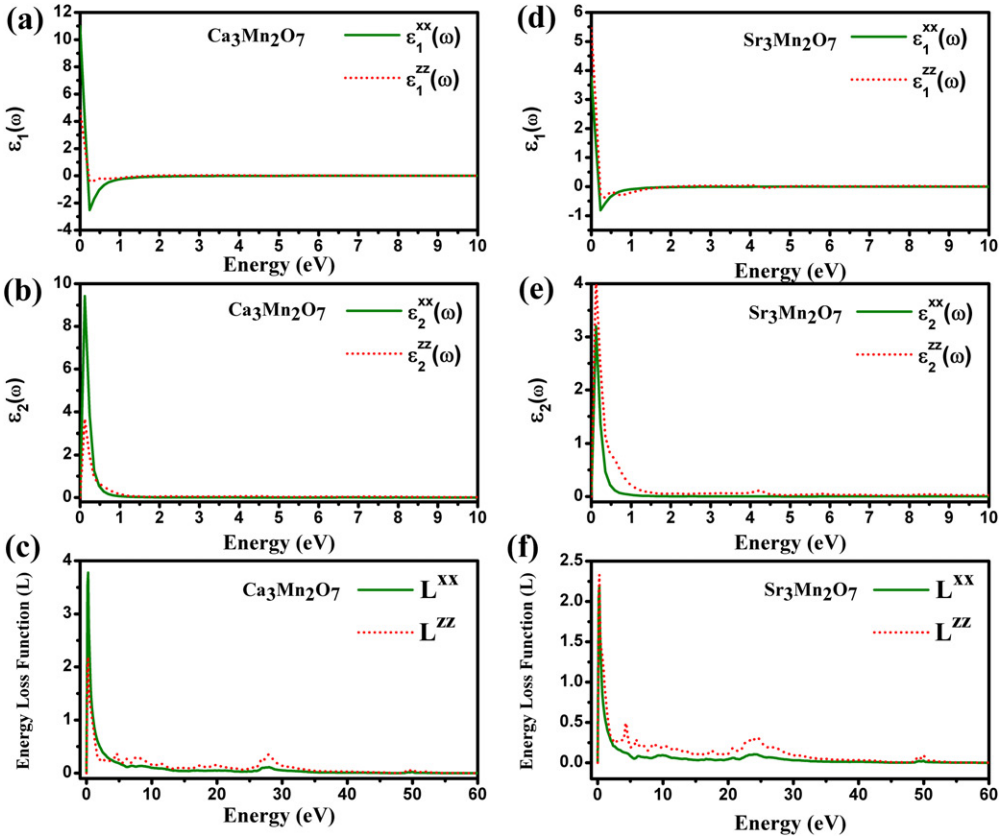 (a)
Ca₃Mn₂O₇
ε₁ˣˣ(ω)
ε₁ᶻᶻ(ω)
ε₁(ω)
12
10
8
6
4
2
0
-2
-4
0 1 2 3 4 5 6 7 8 9 10
Energy (eV)
(d)
Sr₃Mn₂O₇
ε₁ˣˣ(ω)
ε₁ᶻᶻ(ω)
ε₁(ω)
6
5
4
3
2
1
0
-1
0 1 2 3 4 5 6 7 8 9 10
Energy (eV)
(b)
Ca₃Mn₂O₇
ε₂ˣˣ(ω)
ε₂ᶻᶻ(ω)
ε₂(ω)
10
8
6
4
2
0
0 1 2 3 4 5 6 7 8 9 10
Energy (eV)
(e)
Sr₃Mn₂O₇
ε₂ˣˣ(ω)
ε₂ᶻᶻ(ω)
ε₂(ω)
4
3
2
1
0
0 1 2 3 4 5 6 7 8 9 10
Energy (eV)
(c)
Ca₃Mn₂O₇
Lˣˣ
Lᶻᶻ
Energy Loss Function (L)
4
3
2
1
0
0 10 20 30 40 50 60
Energy (eV)
(f)
Sr₃Mn₂O₇
Lˣˣ
Lᶻᶻ
Energy Loss Function (L)
2.5
2.0
1.5
1.0
0.5
0.0
0 10 20 30 40 50 60
Energy (eV)